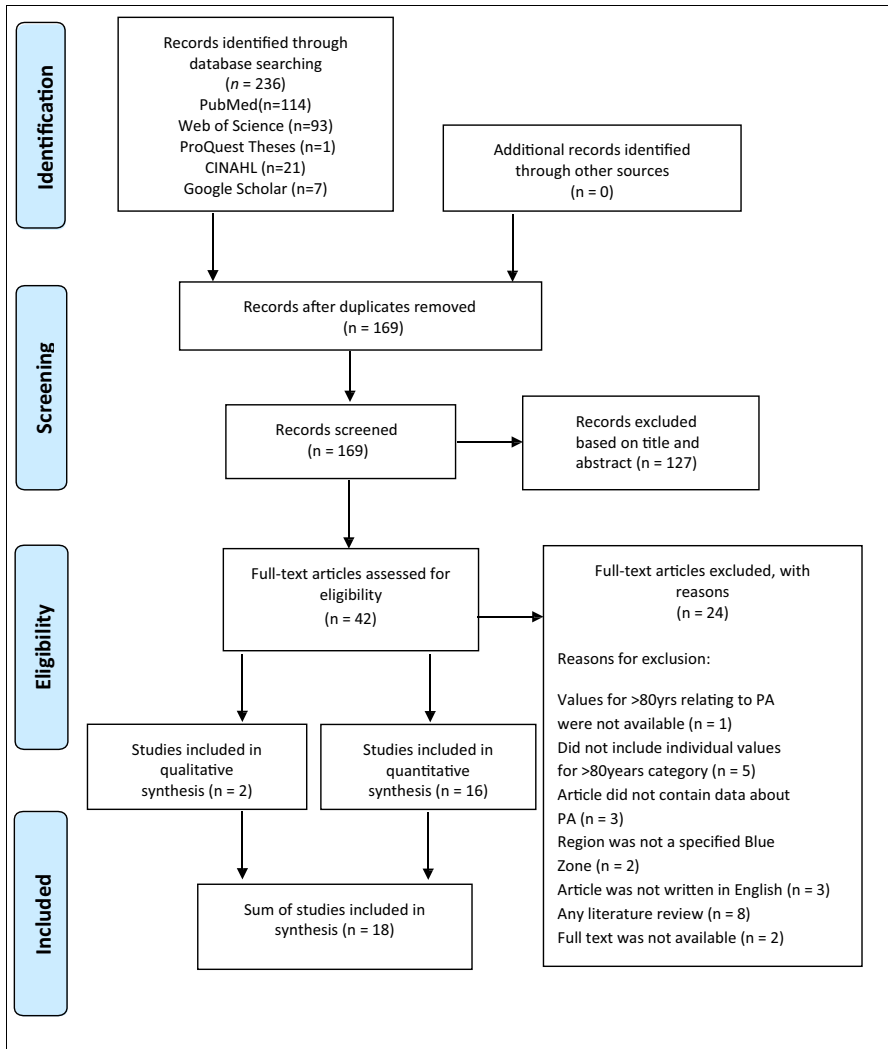 Identification
Records identified through
database searching
(n = 236)
PubMed(n=114)
Web of Science (n=93)
ProQuest Theses (n=1)
CINAHL (n=21)
Google Scholar (n=7)
Additional records identified
through other sources
(n = 0)
Screening
Records after duplicates removed
(n = 169)
Records screened
(n = 169)
Records excluded
based on title and
abstract (n = 127)
Eligibility
Full-text articles assessed for
eligibility
(n = 42)
Full-text articles excluded, with
reasons
(n = 24)
Reasons for exclusion:
Values for >80yrs relating to PA
were not available (n = 1)
Did not include individual values
for >80years category (n = 5)
Article did not contain data about
PA (n = 3)
Region was not a specified Blue
Zone (n = 2)
Article was not written in English (n = 3)
Any literature review (n = 8)
Full text was not available (n = 2)
Studies included in
qualitative
synthesis (n = 2)
Studies included in
quantitative
synthesis (n = 16)
Included
Sum of studies included in
synthesis (n = 18)